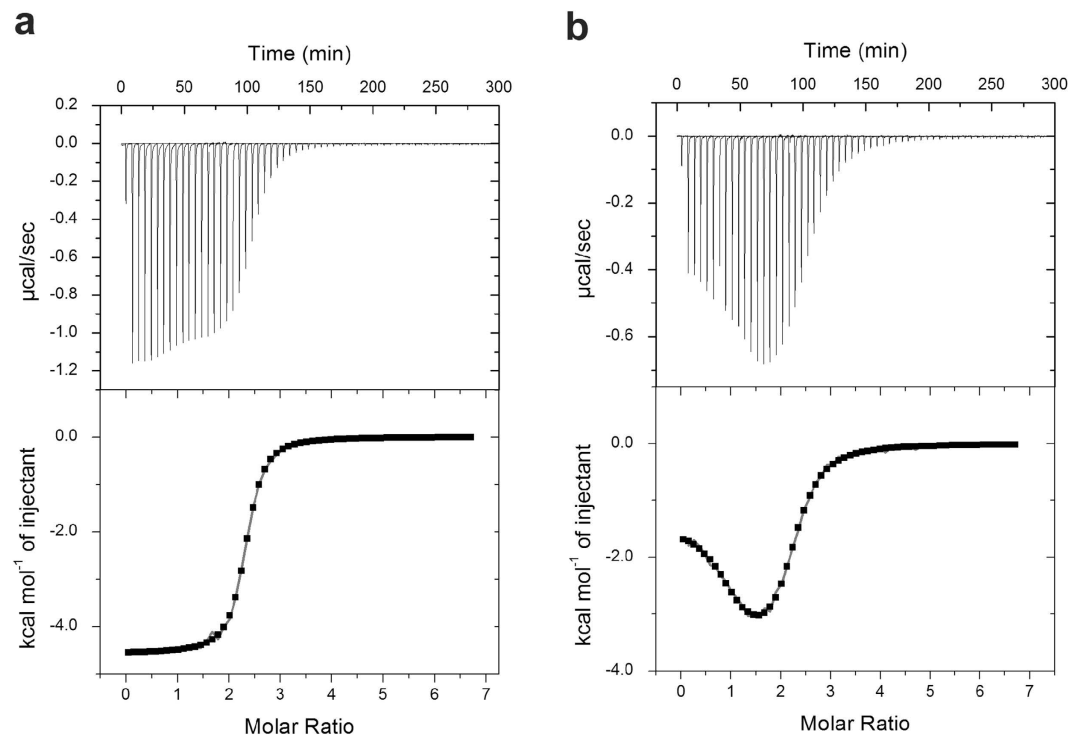 a
Time (min)
0 50 100 150 200 250 300
0.2
0.0
-0.2
-0.4
-0.6
-0.8
-1.0
-1.2
µcal/sec
0.0
-2.0
-4.0
kcal mol⁻¹ of injectant
0 1 2 3 4 5 6 7
Molar Ratio
b
Time (min)
0 50 100 150 200 250 300
0.0
-0.2
-0.4
-0.6
µcal/sec
0.0
-2.0
-4.0
kcal mol⁻¹ of injectant
0 1 2 3 4 5 6 7
Molar Ratio